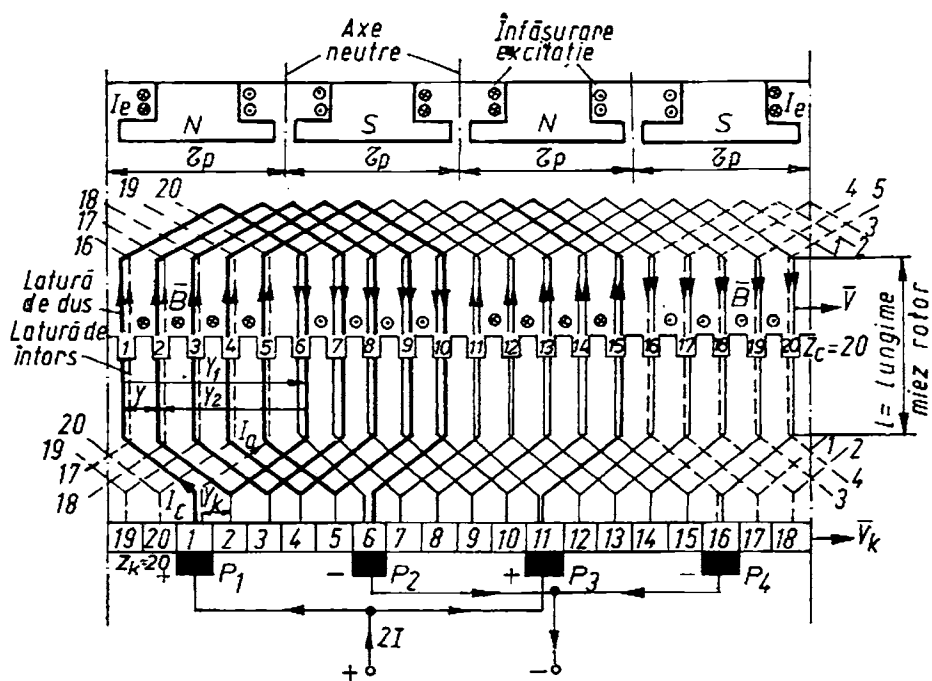 Axe neutre
Înfăşurare excitaţie
Ie N S N S Ie
τp τp τp τp
18 19 20
17
16
4 5
3
1 2
Latură de dus
Latură de întors
B̅ B̅ V̅
1 2 3 4 5 6 7 8 9 10 11 12 13 14 15 16 17 18 19 20 Zc=20
Y1
Y Y2
l = lungime miez rotor
20
19
17
18
Ia
Ic Yk
1 2
4
3
19 20 1 2 3 4 5 6 7 8 9 10 11 12 13 14 15 16 17 18 V̅k
Zk=20
+ P1 - P2 + P3 - P4
2I
+ -